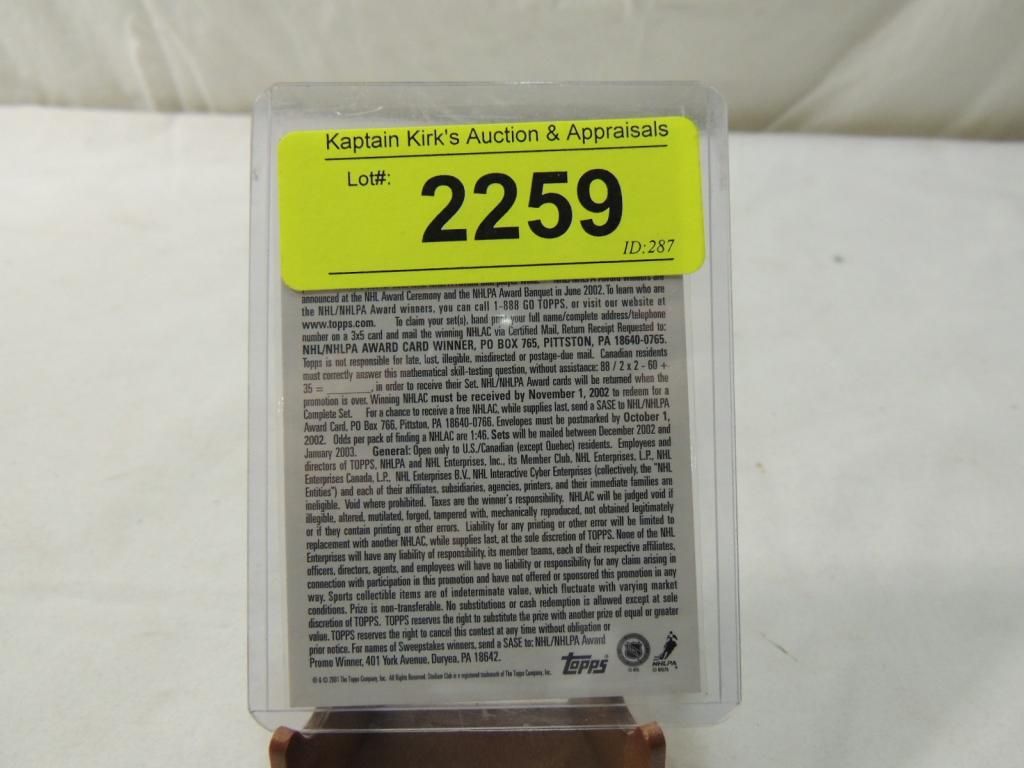 Kaptain Kirk's Auction & Appraisals
Lot#:
2259
ID:287
announced at the NHL Award Ceremony and the NHLPA Award Banquet in June 2002. To learn who are
the NHL/NHLPA Award winners, you can call 1-888 GO TOPPS, or visit our website at
www.topps.com. To claim your set(s), hand print your full name/complete address/telephone
number on a 3x5 card and mail the winning NHLAC via Certified Mail, Return Receipt Requested to:
NHL/NHLPA AWARD CARD WINNER, PO BOX 765, PITTSTON, PA 18640-0765.
Topps is not responsible for late, lost, illegible, misdirected or postage-due mail. Canadian residents
must correctly answer this mathematical skill-testing question, without assistance: 88 / 2 x 2 - 60 +
35 = ________, in order to receive their Set. NHL/NHLPA Award cards will be returned when the
promotion is over. Winning NHLAC must be received by November 1, 2002 to redeem for a
Complete Set. For a chance to receive a free NHLAC, while supplies last, send a SASE to NHL/NHLPA
Award Card, PO Box 766, Pittston, PA 18640-0766. Envelopes must be postmarked by October 1,
2002. Odds per pack of finding a NHLAC are 1:46. Sets will be mailed between December 2002 and
January 2003. General: Open only to U.S./Canadian (except Quebec) residents. Employees and
directors of TOPPS, NHLPA and NHL Enterprises, Inc., its Member Club, NHL Enterprises, L.P., NHL
Enterprises Canada, L.P., NHL Enterprises B.V., NHL Interactive Cyber Enterprises (collectively, the "NHL
Entities") and each of their affiliates, subsidiaries, agencies, printers, and their immediate families are
ineligible. Void where prohibited. Taxes are the winner's responsibility. NHLAC will be judged void if
illegible, altered, mutilated, forged, tampered with, mechanically reproduced, not obtained legitimately
or if they contain printing or other errors. Liability for any printing or other error will be limited to
replacement with another NHLAC, while supplies last, at the sole discretion of TOPPS. None of the NHL
Enterprises will have any liability of responsibility, its member teams, each of their respective affiliates,
officers, directors, agents, and employees will have no liability or responsibility for any claim arising in
connection with participation in this promotion and have not offered or sponsored this promotion in any
way. Sports collectible items are of indeterminate value, which fluctuate with varying market
conditions. Prize is non-transferable. No substitutions or cash redemption is allowed except at sole
discretion of TOPPS. TOPPS reserves the right to substitute the prize with another prize of equal or greater
value. TOPPS reserves the right to cancel this contest at any time without obligation or
prior notice. For names of Sweepstakes winners, send a SASE to: NHL/NHLPA Award
Promo Winner, 401 York Avenue, Duryea, PA 18642.
Topps
NHLPA
® & © 2001 The Topps Company, Inc. All Rights Reserved. Stadium Club is a registered trademark of The Topps Company, Inc.